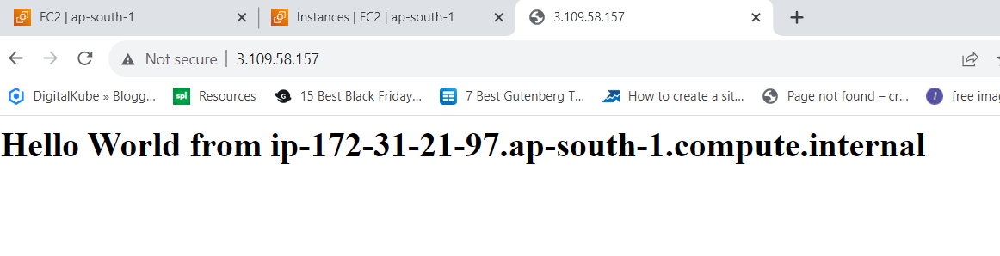 EC2 | ap-south-1
Instances | EC2 | ap-south-1
3.109.58.157
Not secure | 3.109.58.157
DigitalKube » Blogg...
spi Resources
15 Best Black Friday...
7 Best Gutenberg T...
How to create a sit...
Page not found – cr...
I free imag
Hello World from ip-172-31-21-97.ap-south-1.compute.internal